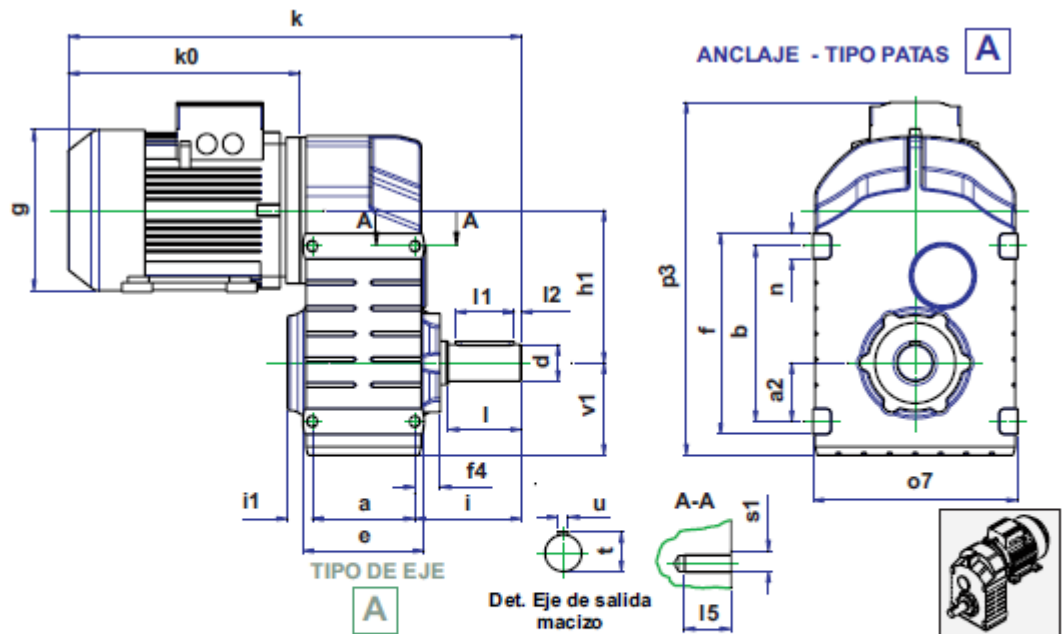 k
k0
ANCLAJE - TIPO PATAS A
g
A A
h1
l1 l2
d
v1
l
f4
i1
a
i
e
TIPO DE EJE
A
u
t
Det. Eje de salida
macizo
A-A
s1
l5
p3
f
b
n
a2
o7